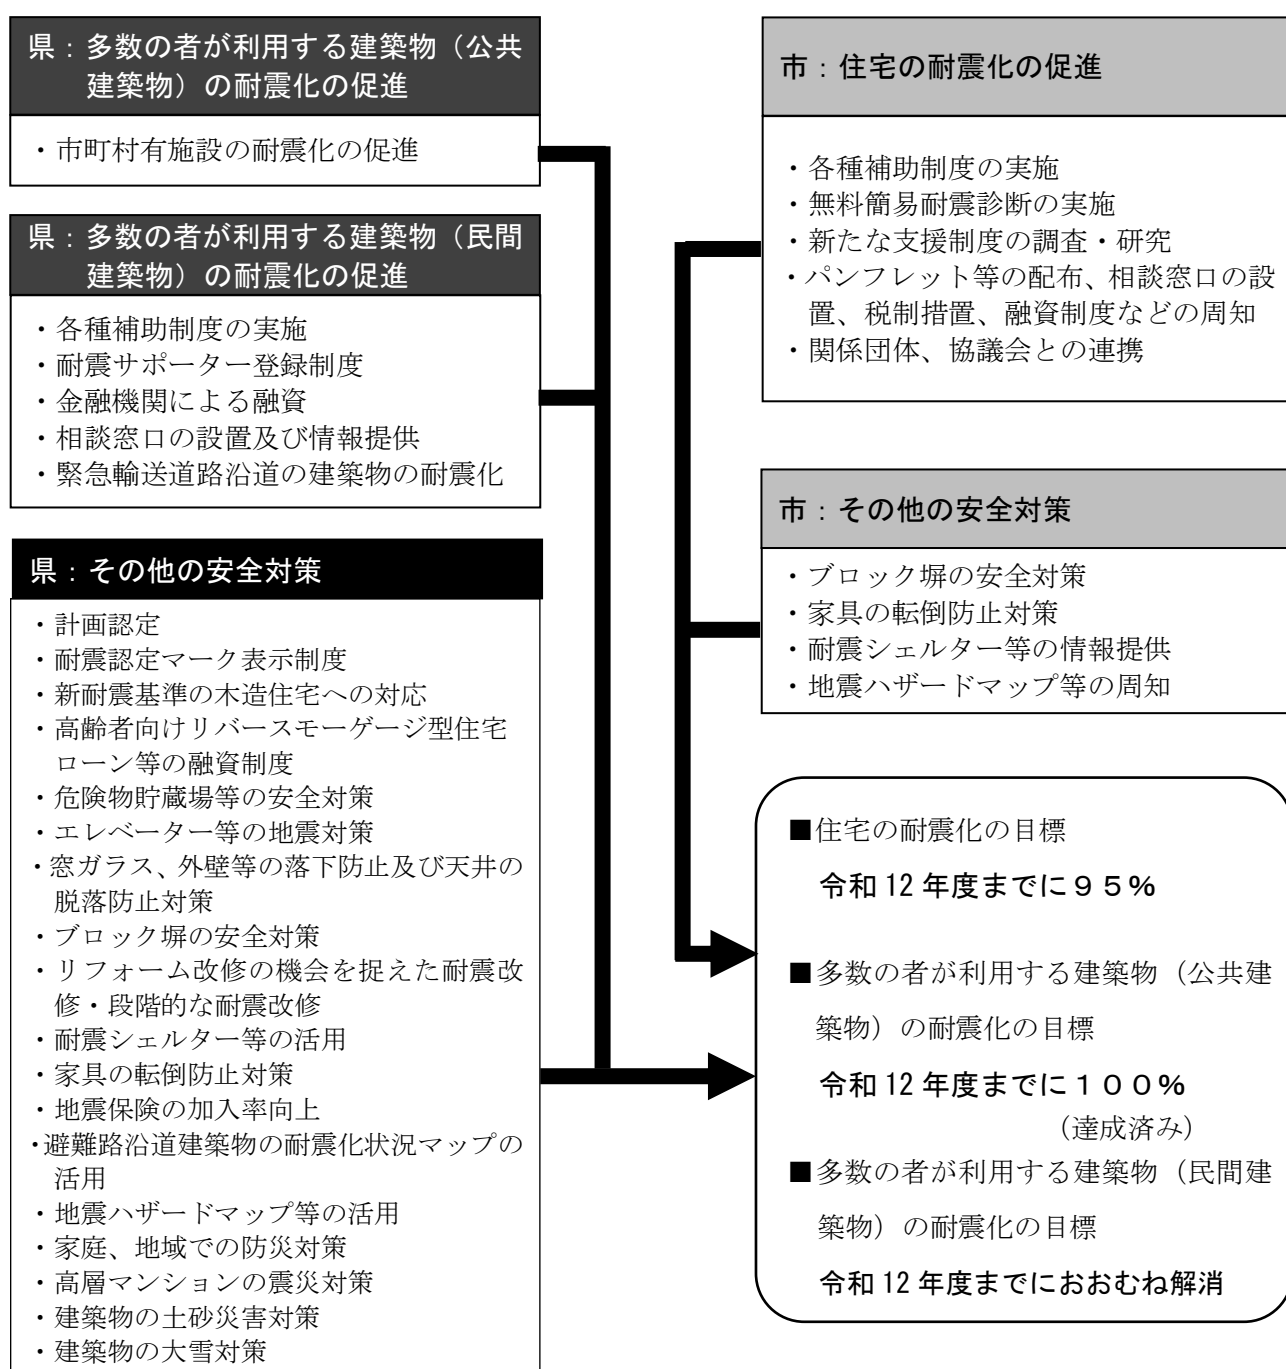 県：多数の者が利用する建築物（公共
建築物）の耐震化の促進
・市町村有施設の耐震化の促進
県：多数の者が利用する建築物（民間
建築物）の耐震化の促進
・各種補助制度の実施
・耐震サポーター登録制度
・金融機関による融資
・相談窓口の設置及び情報提供
・緊急輸送道路沿道の建築物の耐震化
県：その他の安全対策
・計画認定
・耐震認定マーク表示制度
・新耐震基準の木造住宅への対応
・高齢者向けリバースモーゲージ型住宅
ローン等の融資制度
・危険物貯蔵場等の安全対策
・エレベーター等の地震対策
・窓ガラス、外壁等の落下防止及び天井の
脱落防止対策
・ブロック塀の安全対策
・リフォーム改修の機会を捉えた耐震改
修・段階的な耐震改修
・耐震シェルター等の活用
・家具の転倒防止対策
・地震保険の加入率向上
・避難路沿道建築物の耐震化状況マップの
活用
・地震ハザードマップ等の活用
・家庭、地域での防災対策
・高層マンションの震災対策
・建築物の土砂災害対策
・建築物の大雪対策
市：住宅の耐震化の促進
・各種補助制度の実施
・無料簡易耐震診断の実施
・新たな支援制度の調査・研究
・パンフレット等の配布、相談窓口の設
置、税制措置、融資制度などの周知
・関係団体、協議会との連携
市：その他の安全対策
・ブロック塀の安全対策
・家具の転倒防止対策
・耐震シェルター等の情報提供
・地震ハザードマップ等の周知
■住宅の耐震化の目標
令和 12 年度までに９５％
■多数の者が利用する建築物（公共建
築物）の耐震化の目標
令和 12 年度までに１００％
（達成済み）
■多数の者が利用する建築物（民間建
築物）の耐震化の目標
令和 12 年度までにおおむね解消